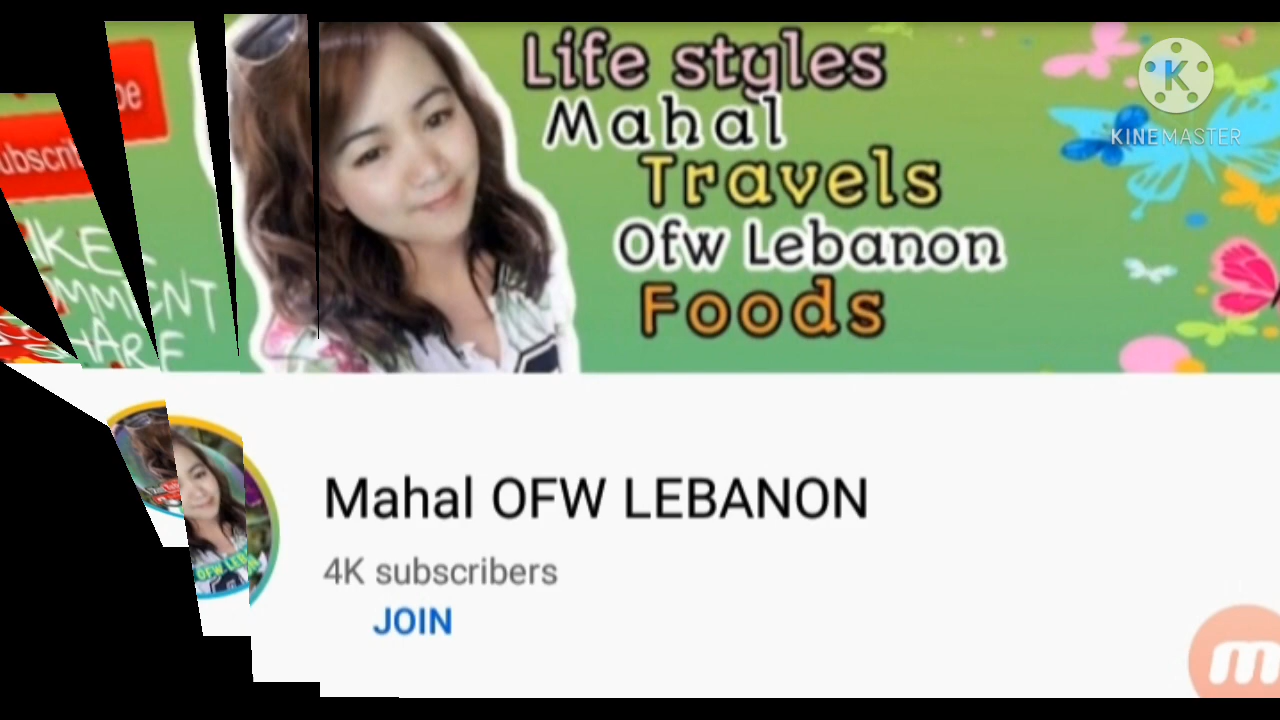 Life styles
Mahal
Travels
Ofw Lebanon
Foods
KINEMASTER
Mahal OFW LEBANON
4K subscribers
JOIN